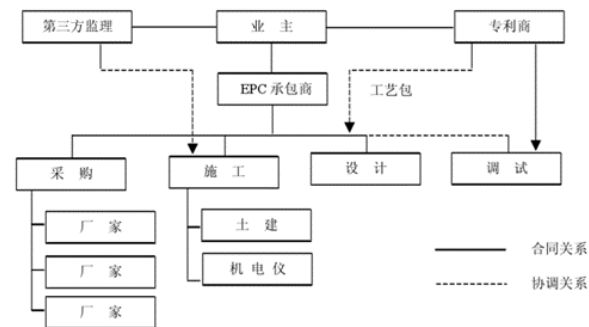 第三方监理
业 主
专利商
EPC 承包商
工艺包
采 购
施 工
设 计
调 试
厂 家
土 建
厂 家
机 电 仪
厂 家
合同关系
协调关系